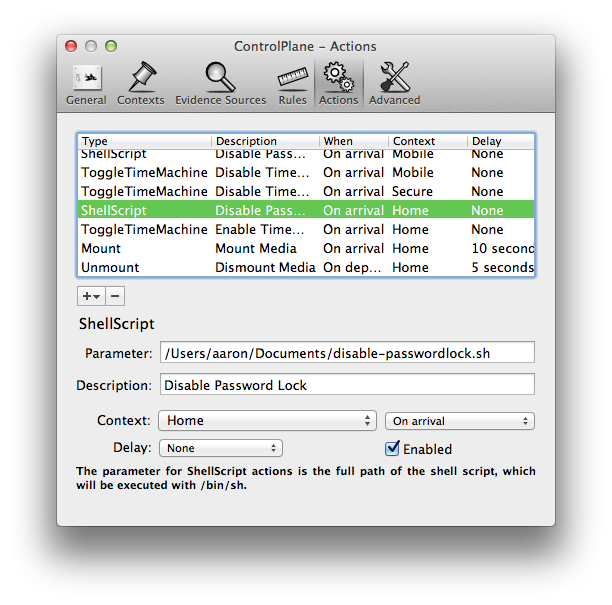 ControlPlane – Actions
General Contexts Evidence Sources Rules Actions Advanced
Type Description When Context Delay
ShellScript Disable Pass... On arrival Mobile None
ToggleTimeMachine Disable Time... On arrival Mobile None
ToggleTimeMachine Disable Time... On arrival Secure None
ShellScript Disable Pass... On arrival Home None
ToggleTimeMachine Enable Time... On arrival Home None
Mount Mount Media On arrival Home 10 second
Unmount Dismount Media On dep... Home 5 seconds
ShellScript
Parameter: /Users/aaron/Documents/disable-passwordlock.sh
Description: Disable Password Lock
Context: Home On arrival
Delay: None Enabled
The parameter for ShellScript actions is the full path of the shell script, which
will be executed with /bin/sh.